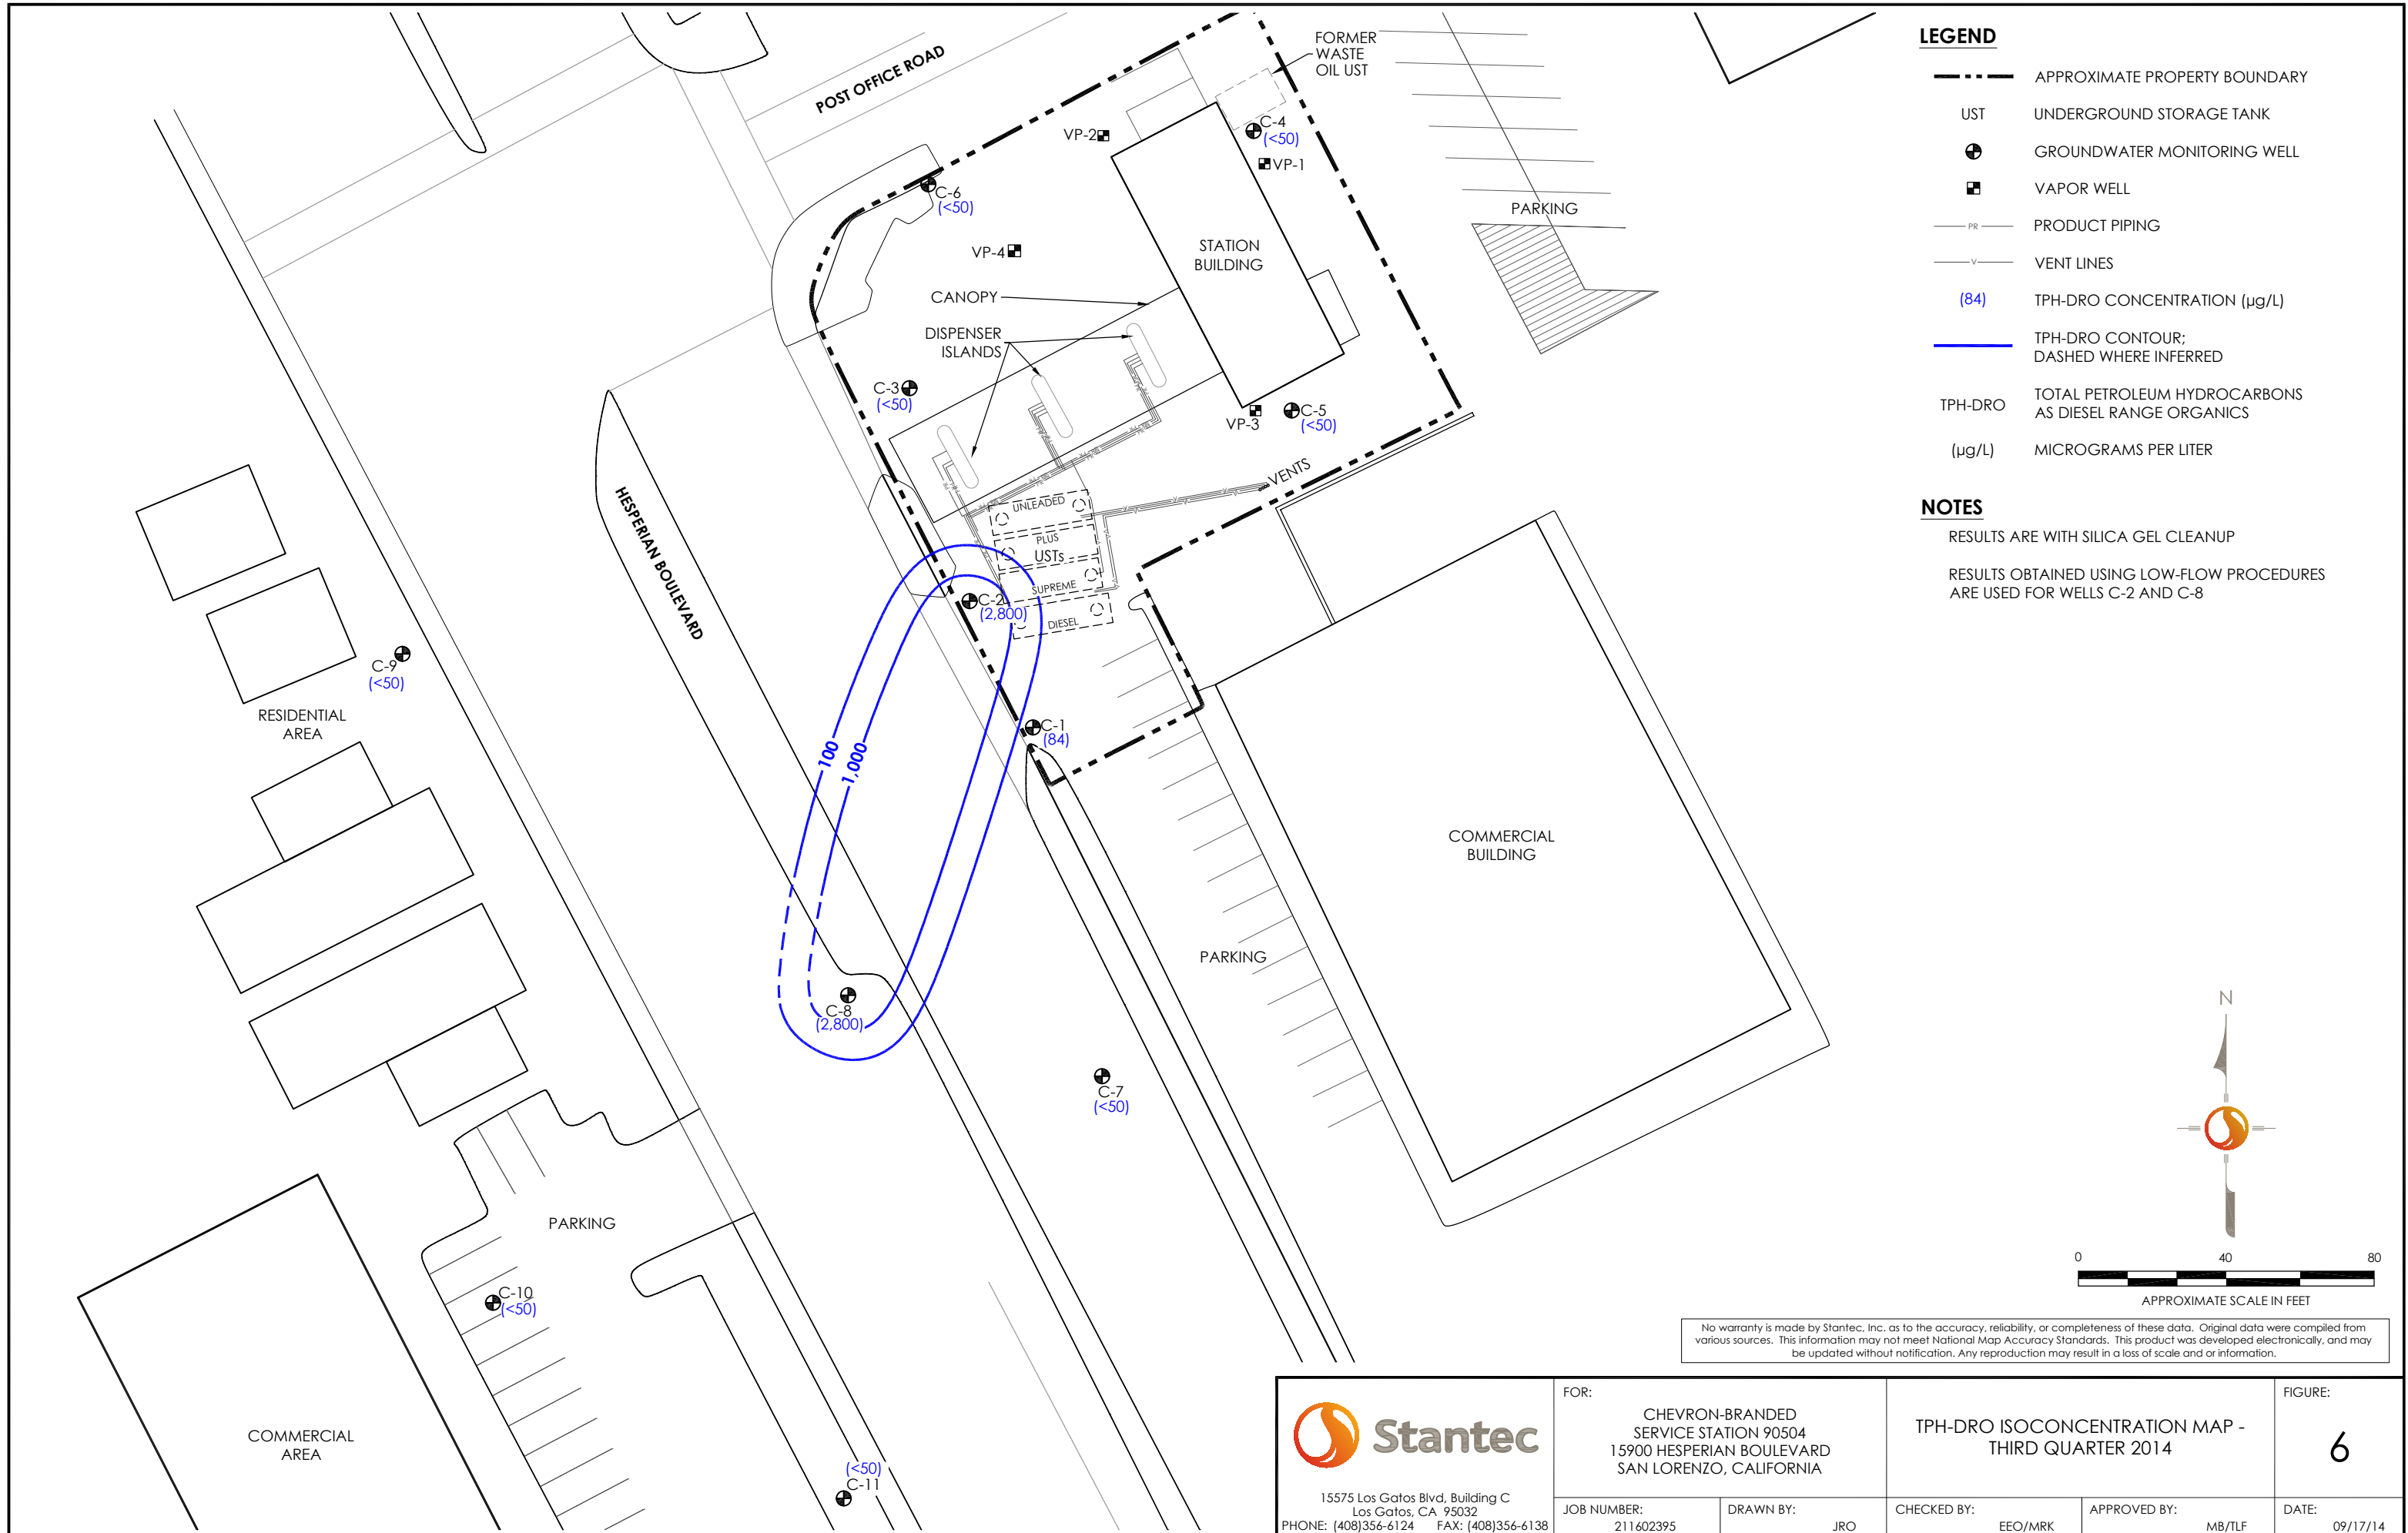 POST OFFICE ROAD
FORMER
WASTE
OIL UST
VP-2
C-4
(<50)
VP-1
C-6
(<50)
PARKING
VP-4
STATION
BUILDING
CANOPY
DISPENSER
ISLANDS
C-3
(<50)
VP-3
C-5
(<50)
VENTS
UNLEADED
PLUS
USTs
SUPREME
DIESEL
HESPERIAN BOULEVARD
C-2
(2,800)
C-9
(<50)
RESIDENTIAL
AREA
C-1
(84)
100
1,000
COMMERCIAL
BUILDING
PARKING
C-8
(2,800)
C-7
(<50)
PARKING
C-10
(<50)
COMMERCIAL
AREA
(<50)
C-11
LEGEND
APPROXIMATE PROPERTY BOUNDARY
UST UNDERGROUND STORAGE TANK
GROUNDWATER MONITORING WELL
VAPOR WELL
PR PRODUCT PIPING
V VENT LINES
(84) TPH-DRO CONCENTRATION (µg/L)
TPH-DRO CONTOUR;
DASHED WHERE INFERRED
TPH-DRO TOTAL PETROLEUM HYDROCARBONS
AS DIESEL RANGE ORGANICS
(µg/L) MICROGRAMS PER LITER
NOTES
RESULTS ARE WITH SILICA GEL CLEANUP
RESULTS OBTAINED USING LOW-FLOW PROCEDURES
ARE USED FOR WELLS C-2 AND C-8
N
0 40 80
APPROXIMATE SCALE IN FEET
No warranty is made by Stantec, Inc. as to the accuracy, reliability, or completeness of these data. Original data were compiled from
various sources. This information may not meet National Map Accuracy Standards. This product was developed electronically, and may
be updated without notification. Any reproduction may result in a loss of scale and or information.
Stantec
15575 Los Gatos Blvd, Building C
Los Gatos, CA 95032
PHONE: (408)356-6124 FAX: (408)356-6138
FOR:
CHEVRON-BRANDED
SERVICE STATION 90504
15900 HESPERIAN BOULEVARD
SAN LORENZO, CALIFORNIA
TPH-DRO ISOCONCENTRATION MAP -
THIRD QUARTER 2014
FIGURE:
6
JOB NUMBER:
211602395
DRAWN BY:
JRO
CHECKED BY:
EEO/MRK
APPROVED BY:
MB/TLF
DATE:
09/17/14